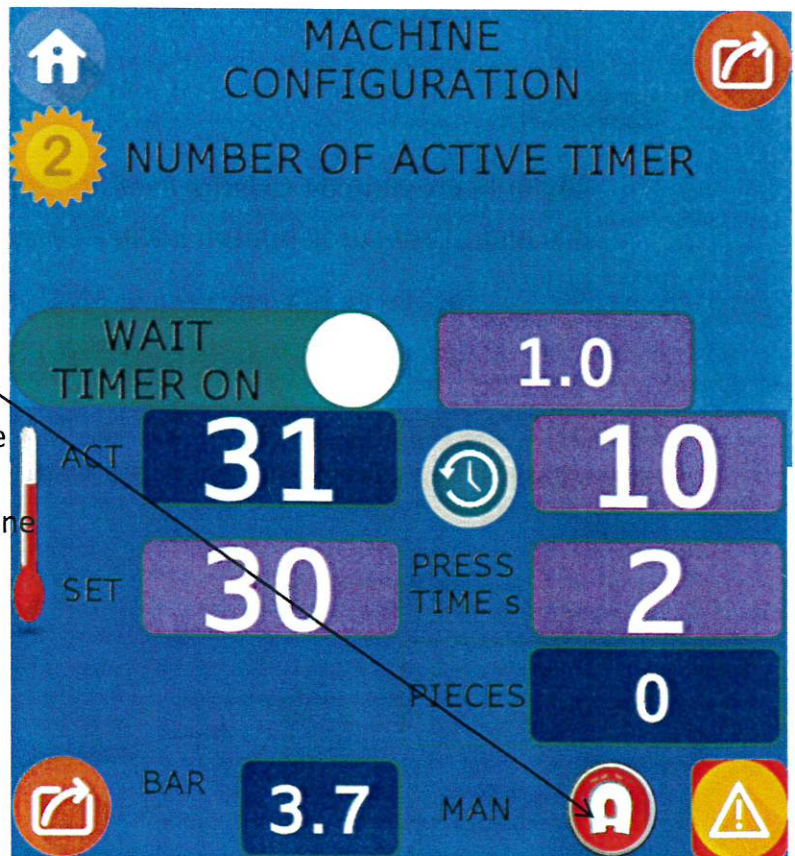 MACHINE
CONFIGURATION
2 NUMBER OF ACTIVE TIMER
WAIT
TIMER ON
1.0
e
ne
ACT 31 10
SET 30
PRESS
TIME s
2
PIECES 0
BAR 3.7 MAN